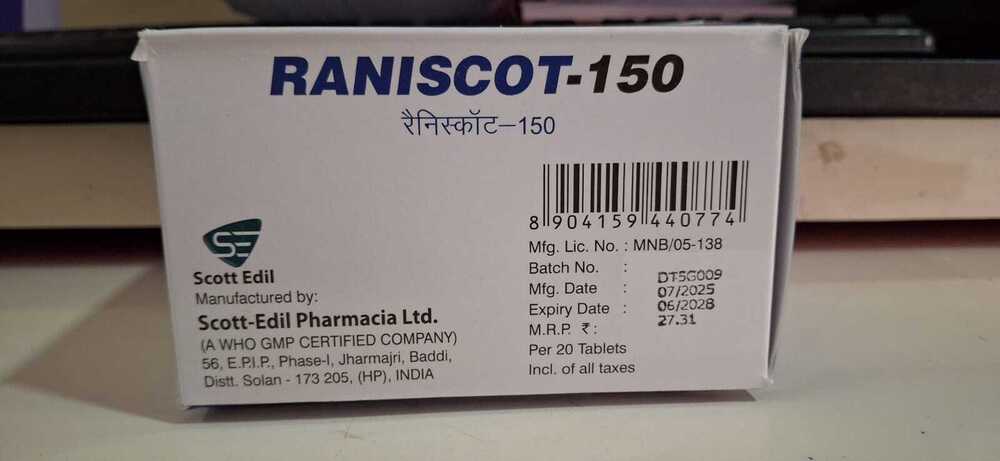 RANISCOT-150
रैनिस्कॉट–150
8 904159 440774
SE
Scott Edil
Manufactured by:
Scott-Edil Pharmacia Ltd.
(A WHO GMP CERTIFIED COMPANY)
56, E.P.I.P., Phase-I, Jharmajri, Baddi,
Distt. Solan - 173 205, (HP), INDIA
Mfg. Lic. No. : MNB/05-138
Batch No. : DT5G009
Mfg. Date : 07/2025
Expiry Date : 06/2028
M.R.P. ₹ : 27.31
Per 20 Tablets
Incl. of all taxes